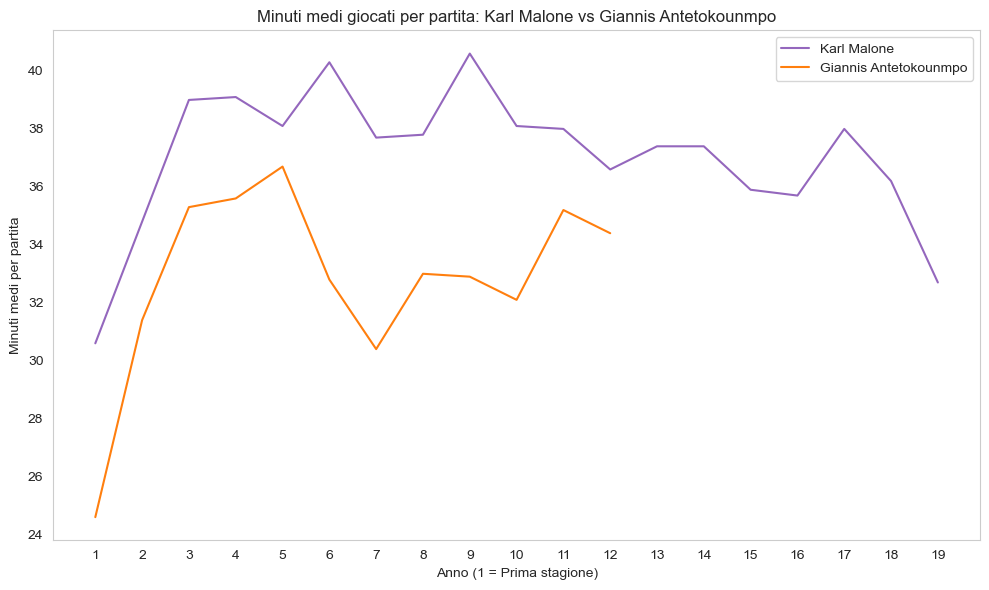 Minuti medi giocati per partita: Karl Malone vs Giannis Antetokounmpo
Karl Malone
Giannis Antetokounmpo
Minuti medi per partita
40
38
36
34
32
30
28
26
24
1 2 3 4 5 6 7 8 9 10 11 12 13 14 15 16 17 18 19
Anno (1 = Prima stagione)